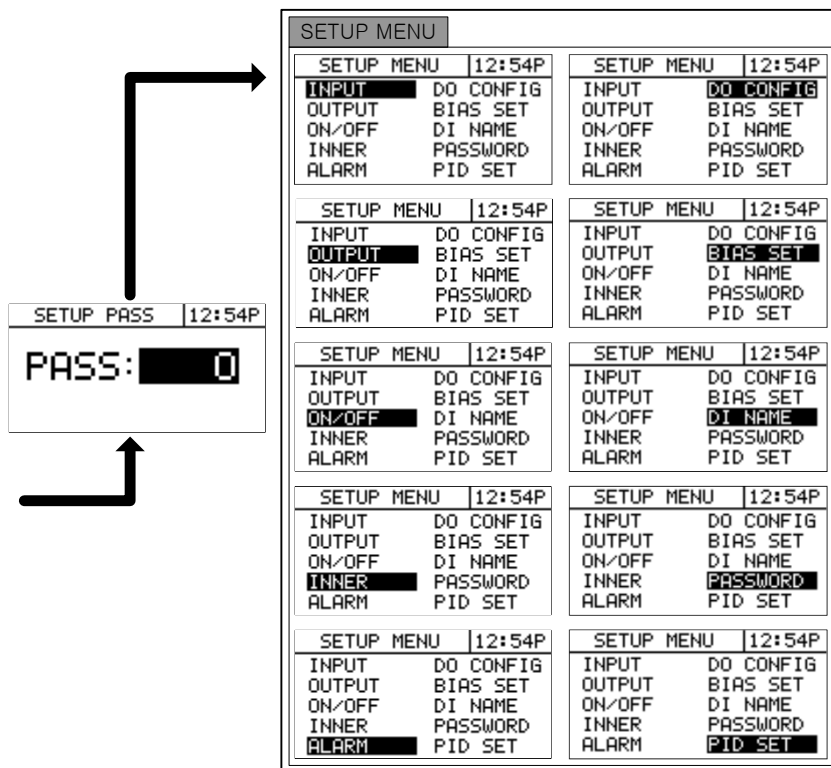 SETUP MENU
SETUP MENU 12:54P
INPUT DO CONFIG
OUTPUT BIAS SET
ON/OFF DI NAME
INNER PASSWORD
ALARM PID SET
SETUP MENU 12:54P
INPUT DO CONFIG
OUTPUT BIAS SET
ON/OFF DI NAME
INNER PASSWORD
ALARM PID SET
SETUP MENU 12:54P
INPUT DO CONFIG
OUTPUT BIAS SET
ON/OFF DI NAME
INNER PASSWORD
ALARM PID SET
SETUP MENU 12:54P
INPUT DO CONFIG
OUTPUT BIAS SET
ON/OFF DI NAME
INNER PASSWORD
ALARM PID SET
SETUP PASS 12:54P
PASS: 0
SETUP MENU 12:54P
INPUT DO CONFIG
OUTPUT BIAS SET
ON/OFF DI NAME
INNER PASSWORD
ALARM PID SET
SETUP MENU 12:54P
INPUT DO CONFIG
OUTPUT BIAS SET
ON/OFF DI NAME
INNER PASSWORD
ALARM PID SET
SETUP MENU 12:54P
INPUT DO CONFIG
OUTPUT BIAS SET
ON/OFF DI NAME
INNER PASSWORD
ALARM PID SET
SETUP MENU 12:54P
INPUT DO CONFIG
OUTPUT BIAS SET
ON/OFF DI NAME
INNER PASSWORD
ALARM PID SET
SETUP MENU 12:54P
INPUT DO CONFIG
OUTPUT BIAS SET
ON/OFF DI NAME
INNER PASSWORD
ALARM PID SET
SETUP MENU 12:54P
INPUT DO CONFIG
OUTPUT BIAS SET
ON/OFF DI NAME
INNER PASSWORD
ALARM PID SET